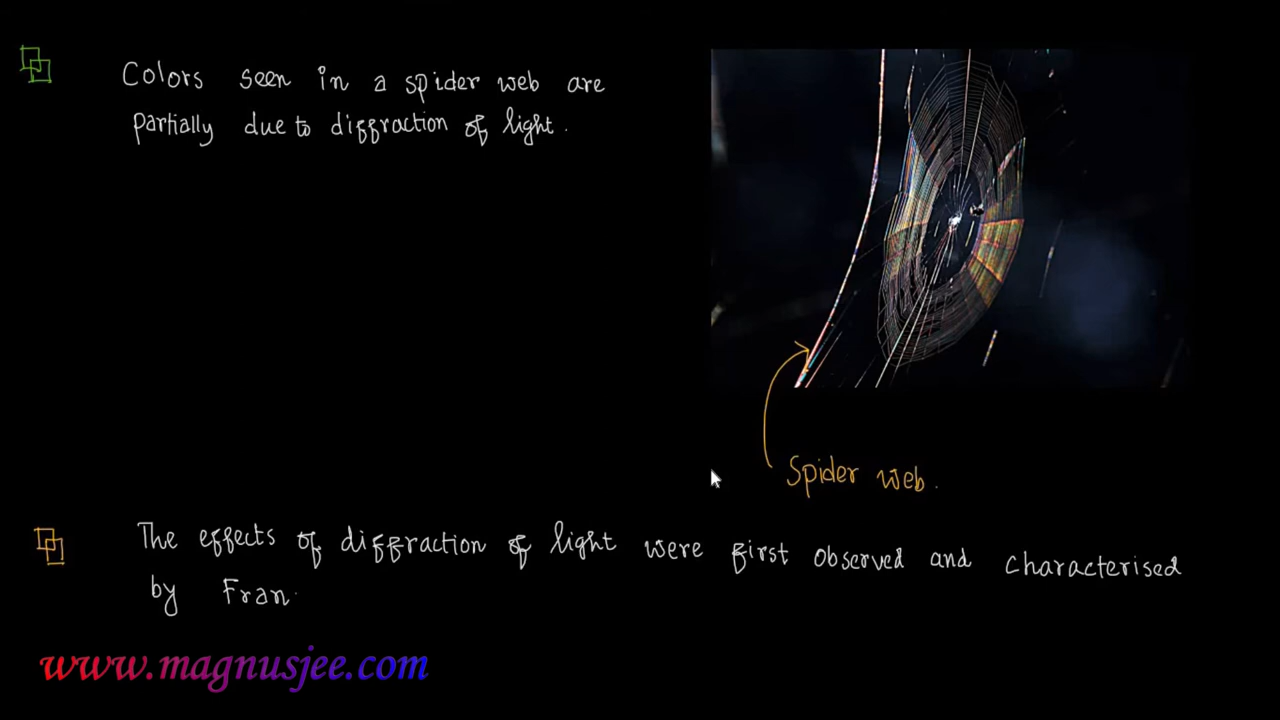 Colors seen in a spider web are
partially due to diffraction of light.
Spider web.
The effects of diffraction of light were first observed and characterised
by Fran
www.magnusjee.com